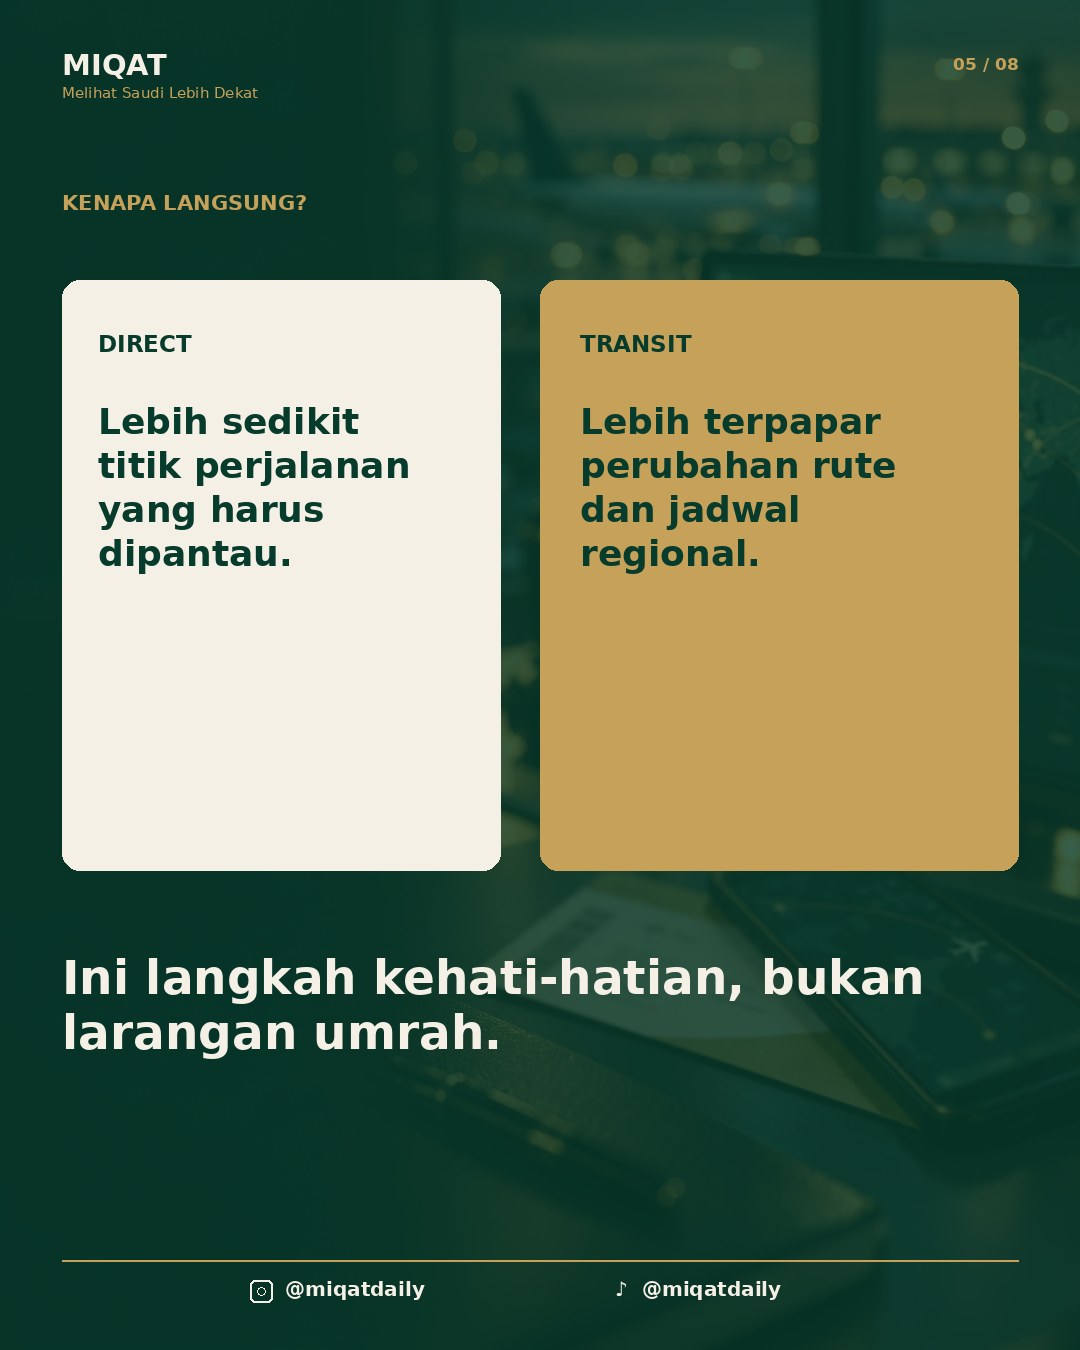 MIQAT
Melihat Saudi Lebih Dekat
05 / 08
KENAPA LANGSUNG?
DIRECT
Lebih sedikit
titik perjalanan
yang harus
dipantau.
TRANSIT
Lebih terpapar
perubahan rute
dan jadwal
regional.
Ini langkah kehati-hatian, bukan
larangan umrah.
@miqatdaily
♪ @miqatdaily